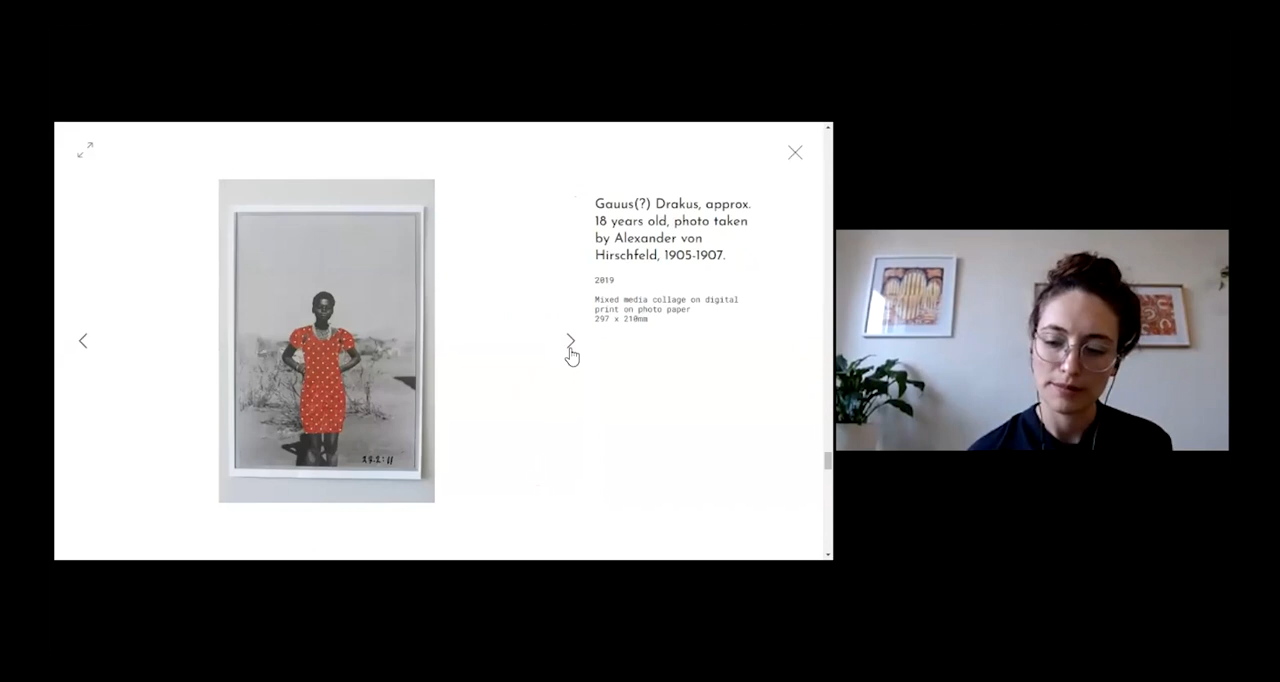 Gauus(?) Drakus, approx.
18 years old, photo taken
by Alexander von
Hirschfeld, 1905-1907.
2019
Mixed media collage on digital
print on photo paper
297 x 210mm